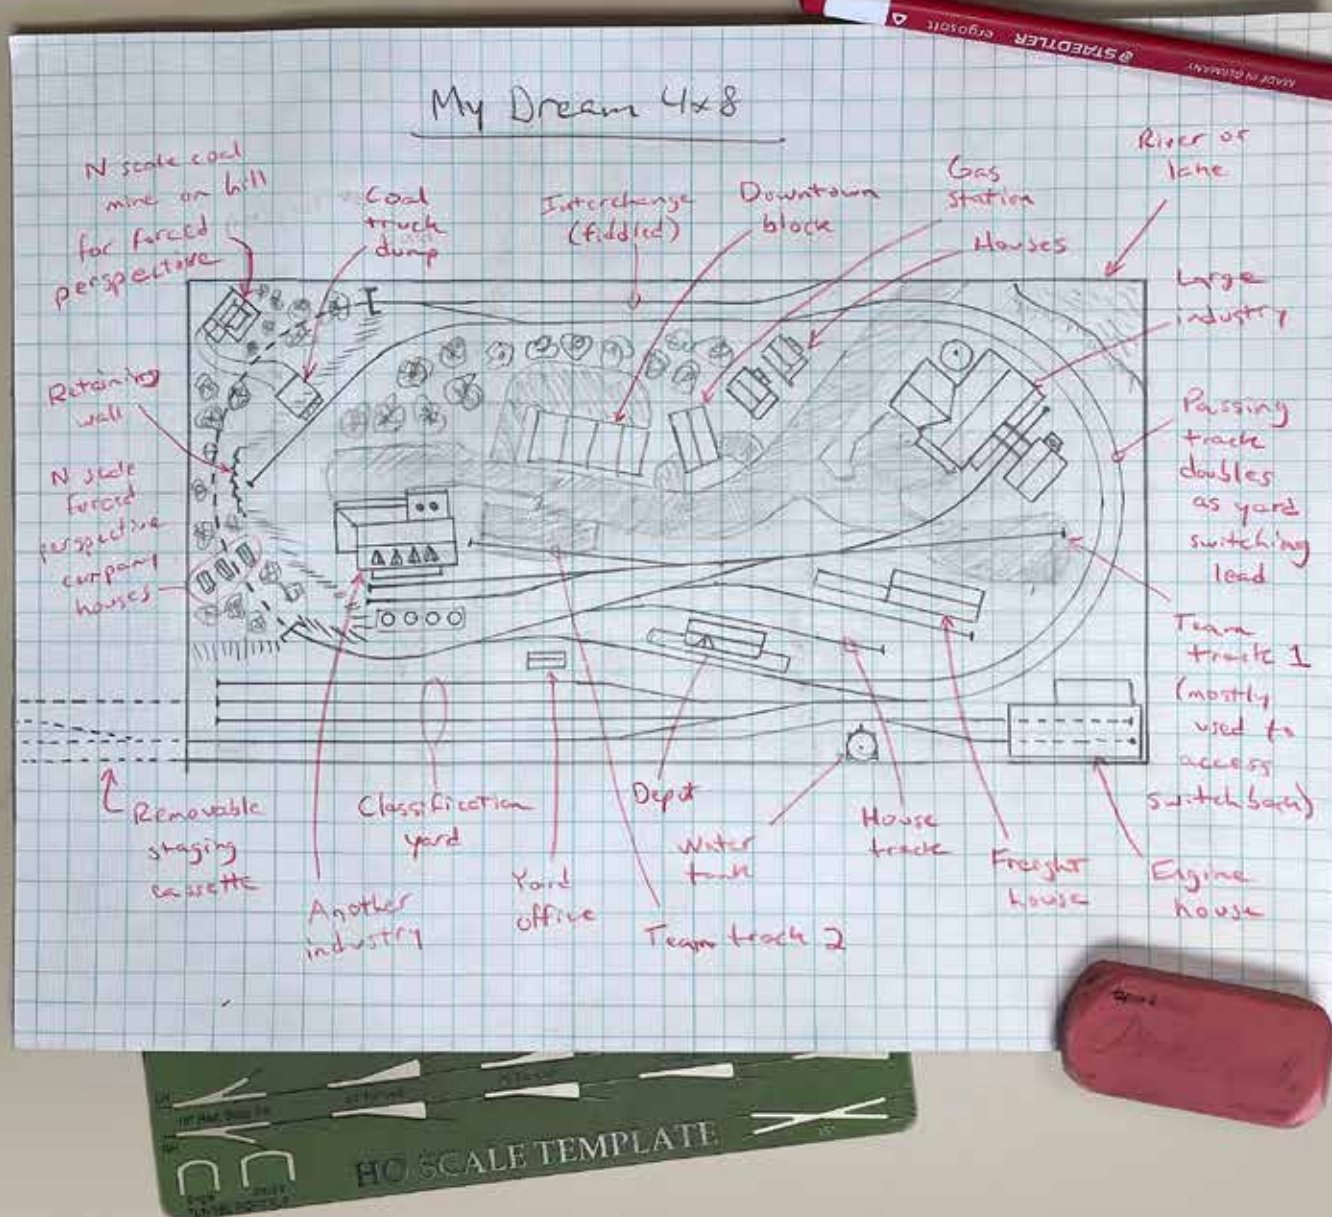 MADE IN GERMANY
STAEDTLER
ergosoft
My Dream 4x8
N scale coal
mine on hill
for forced
perspective
Coal
truck
dump
Interchange
(fiddled)
Downtown
block
Gas
station
Houses
River or
lake
Large
industry
Retaining
wall
N scale
forced
perspective
company
houses
Passing
track
doubles
as yard
switching
lead
Team
track 1
(mostly
used to
access
switchback)
Removable
staging
cassette
Another
industry
Classification
yard
Yard
office
Depot
Team track 2
Water
tank
House
track
Freight
house
Engine
house
HO SCALE TEMPLATE